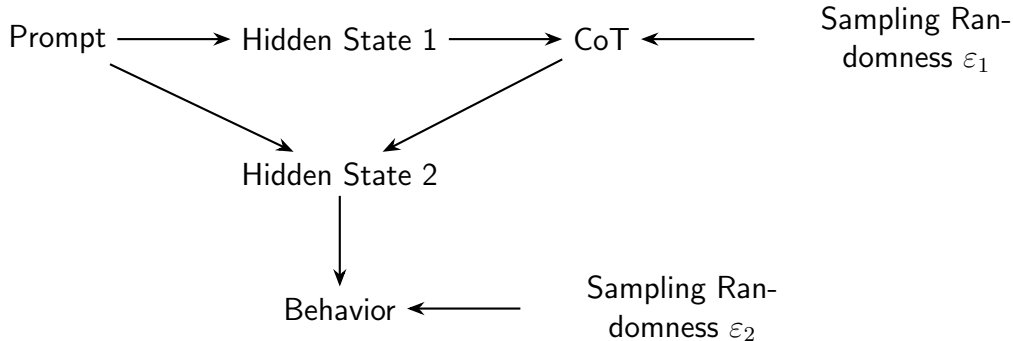 Prompt
Hidden State 1
CoT
Sampling Ran-
domness ε₁
Hidden State 2
Behavior
Sampling Ran-
domness ε₂